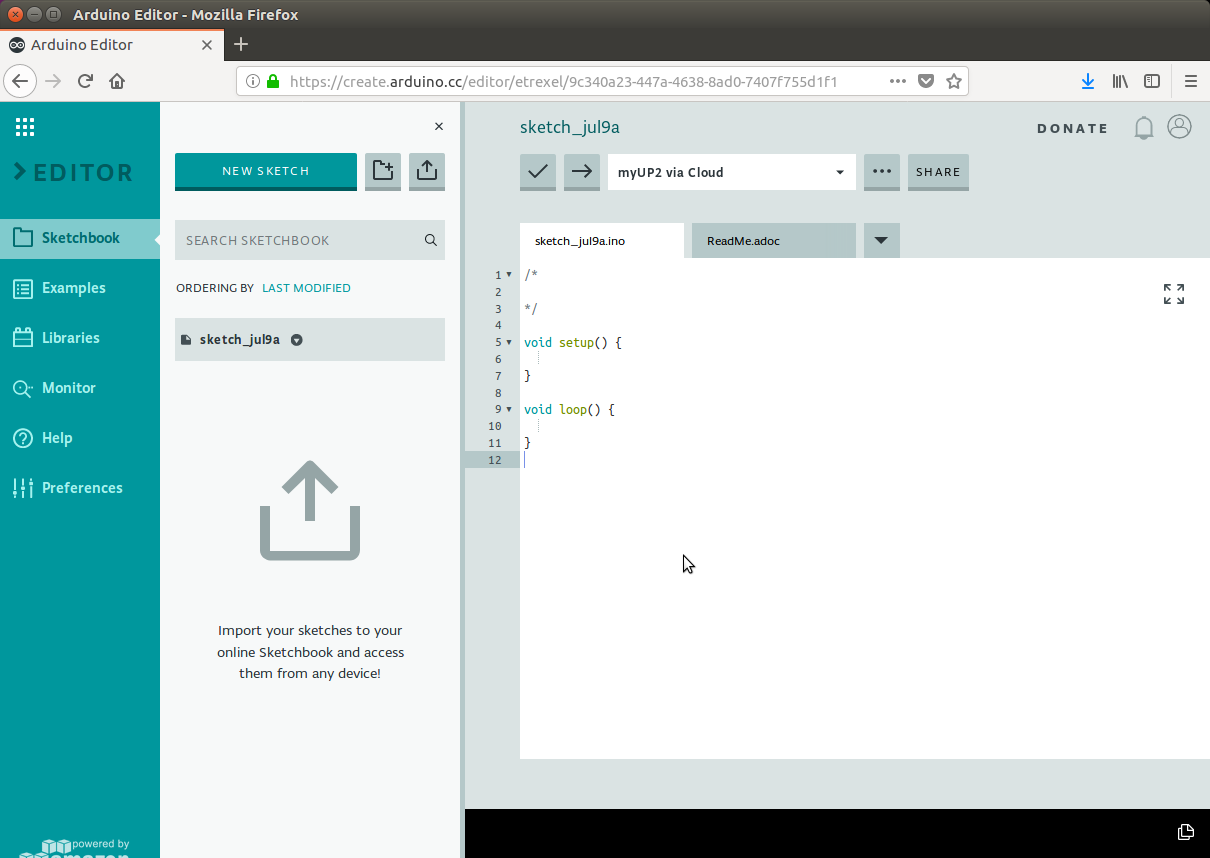 Arduino Editor - Mozilla Firefox
Arduino Editor
https://create.arduino.cc/editor/etrexel/9c340a23-447a-4638-8ad0-7407f755d1f1
EDITOR
Sketchbook
Examples
Libraries
Monitor
Help
Preferences
powered by
amazon
NEW SKETCH
SEARCH SKETCHBOOK
ORDERING BY LAST MODIFIED
sketch_jul9a
Import your sketches to your
online Sketchbook and access
them from any device!
sketch_jul9a
DONATE
myUP2 via Cloud
SHARE
sketch_jul9a.ino
ReadMe.adoc
1 /*
2
3 */
4
5 void setup() {
6
7 }
8
9 void loop() {
10
11 }
12